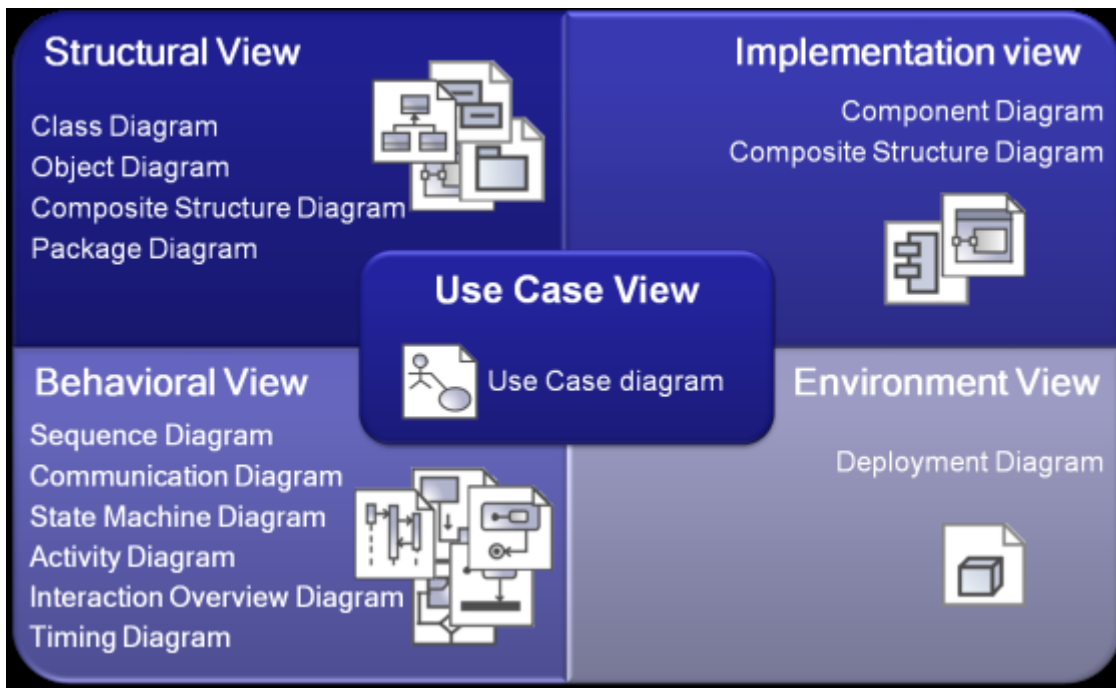 Structural View
Class Diagram
Object Diagram
Composite Structure Diagram
Package Diagram
Implementation view
Component Diagram
Composite Structure Diagram
Use Case View
Use Case diagram
Behavioral View
Sequence Diagram
Communication Diagram
State Machine Diagram
Activity Diagram
Interaction Overview Diagram
Timing Diagram
Environment View
Deployment Diagram